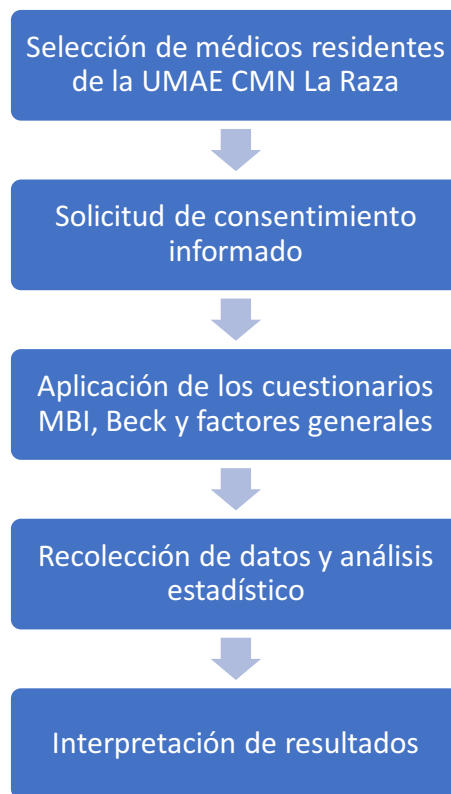 Selección de médicos residentes
de la UMAE CMN La Raza
Solicitud de consentimiento
informado
Aplicación de los cuestionarios
MBI, Beck y factores generales
Recolección de datos y análisis
estadístico
Interpretación de resultados